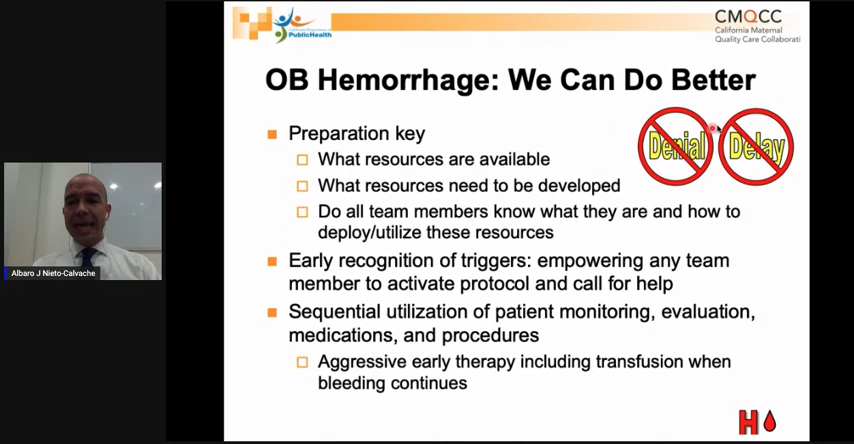 PublicHealth
CMQCC
California Maternal
Quality Care Collaborati
OB Hemorrhage: We Can Do Better
Denial
Delay
Preparation key
What resources are available
What resources need to be developed
Do all team members know what they are and how to
deploy/utilize these resources
Early recognition of triggers: empowering any team
member to activate protocol and call for help
Sequential utilization of patient monitoring, evaluation,
medications, and procedures
Aggressive early therapy including transfusion when
bleeding continues
Albaro J Nieto-Calvache
H